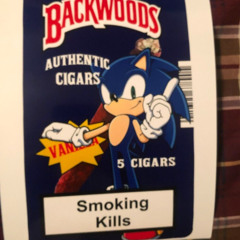 BACKWOODS
AUTHENTIC
CIGARS
VANILLA
5 CIGARS
Smoking
Kills